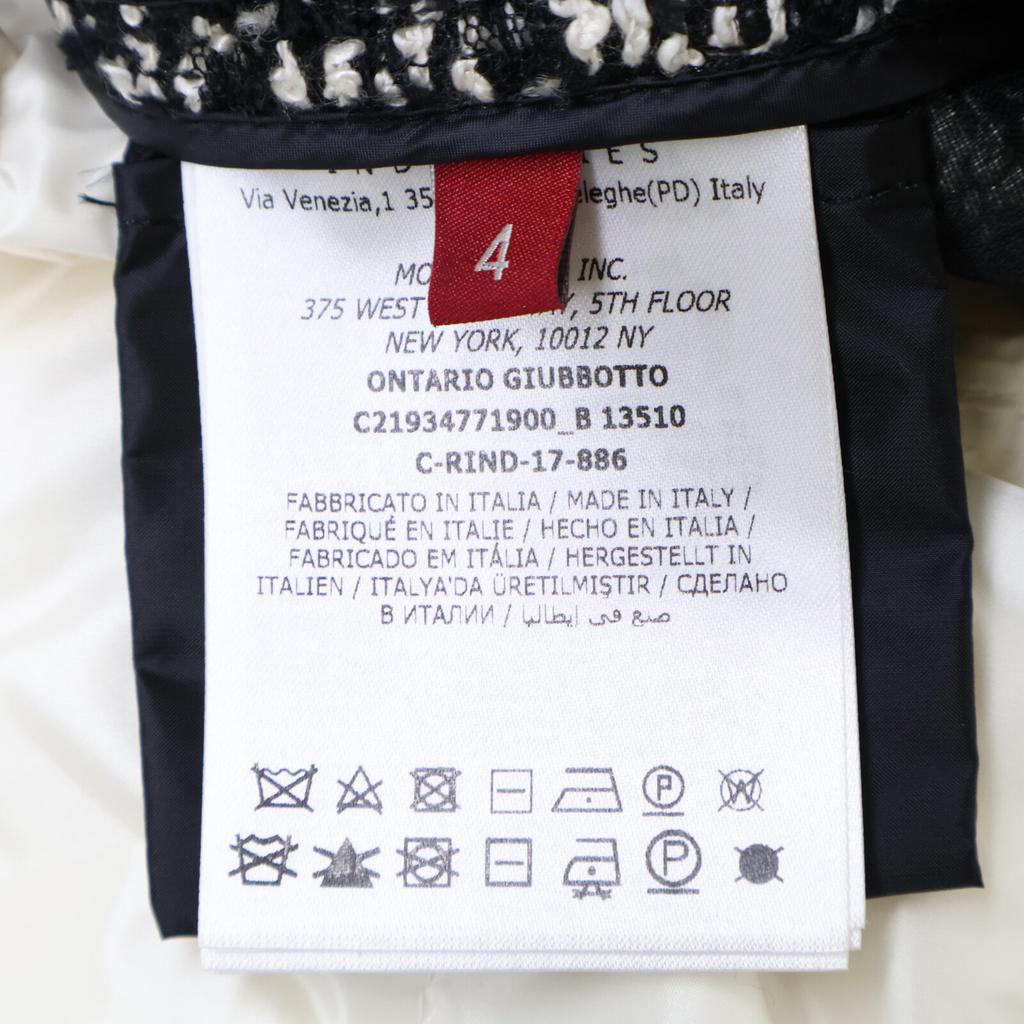 Via Venezia,1 35 eleghe(PD) Italy
4
INC.
375 WEST , 5TH FLOOR
NEW YORK, 10012 NY
ONTARIO GIUBBOTTO
C21934771900_B 13510
C-RIND-17-886
FABBRICATO IN ITALIA / MADE IN ITALY /
FABRIQUÉ EN ITALIE / HECHO EN ITALIA /
FABRICADO EM ITÁLIA / HERGESTELLT IN
ITALIEN / ITALYA'DA ÜRETILMIŞTIR / СДЕЛАНО
В ИТАЛИИ / صنع في إيطاليا
P W
P